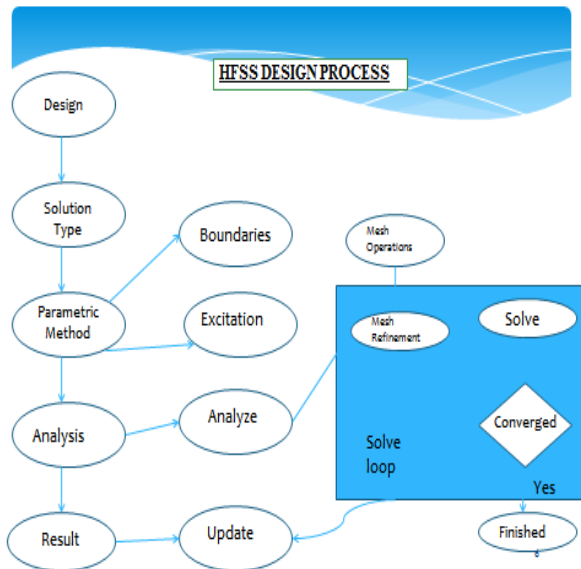 HFSS DESIGN PROCESS
Design
Solution
Type
Boundaries
Mesh
Operations
Parametric
Method
Excitation
Mesh
Refinement
Solve
Analysis
Analyze
Solve
loop
Converged
Yes
Result
Update
Finished
6